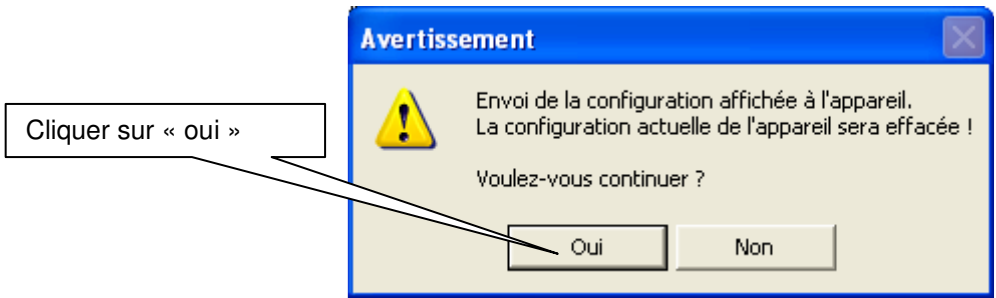 Avertissement
Envoi de la configuration affichée à l'appareil.
La configuration actuelle de l'appareil sera effacée !
Cliquer sur « oui »
Voulez-vous continuer ?
Oui
Non